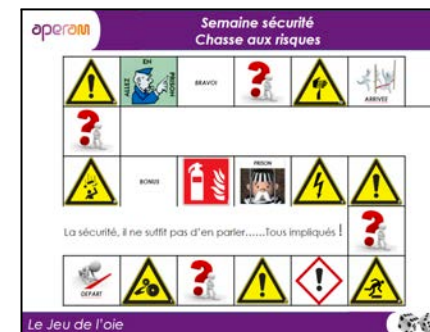 aperam
Semaine sécurité
Chasse aux risques
ALLEZ EN PRISON
BRAVO!
ARRIVEE
BONUS
PRISON
La sécurité, il ne suffit pas d'en parler......Tous impliqués !
DEPART
Le Jeu de l'oie